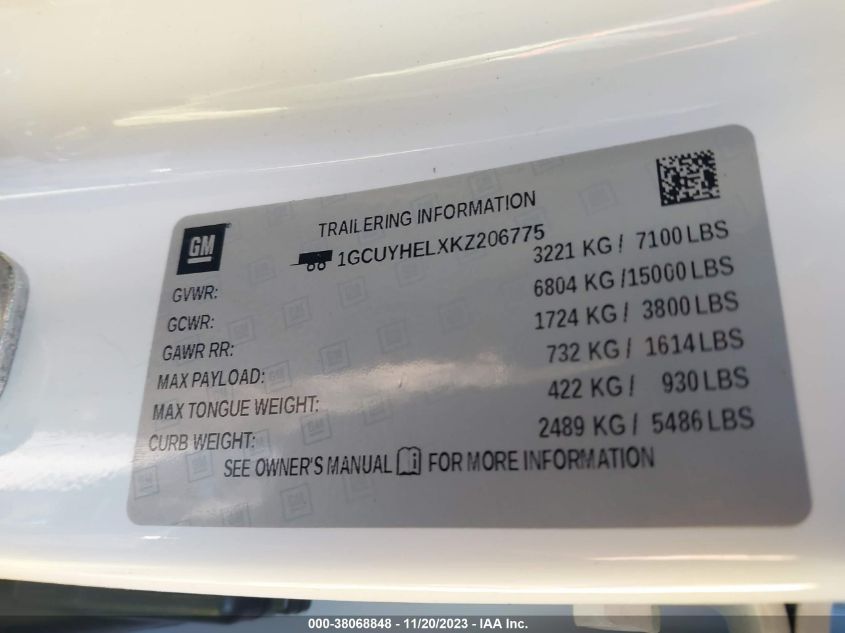 TRAILERING INFORMATION
GM
1GCUYHELXKZ206775
GVWR: 3221 KG / 7100 LBS
GCWR: 6804 KG /15000 LBS
GAWR RR: 1724 KG / 3800 LBS
MAX PAYLOAD: 732 KG / 1614 LBS
MAX TONGUE WEIGHT: 422 KG / 930 LBS
CURB WEIGHT: 2489 KG / 5486 LBS
SEE OWNER'S MANUAL FOR MORE INFORMATION
000-38068848 - 11/20/2023 - IAA Inc.